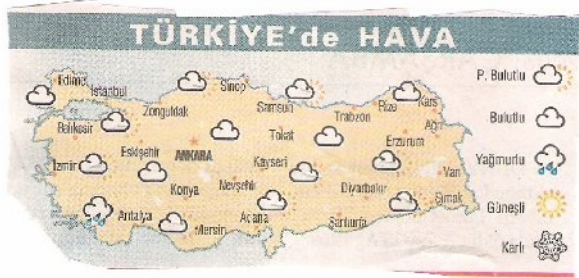 TÜRKİYE'de HAVA
Edirne
İstanbul
Zonguldak
Sinop
Samsun
Trabzon
Rize
Kars
Balıkesir
Tokat
Erzurum
Ağrı
İzmir
Eskişehir
ANKARA
Kayseri
Van
Konya
Nevşehir
Diyarbakır
Şırnak
Antalya
Mersin
Adana
Şanlıurfa
P. Bulutlu
Bulutlu
Yağmurlu
Güneşli
Karlı